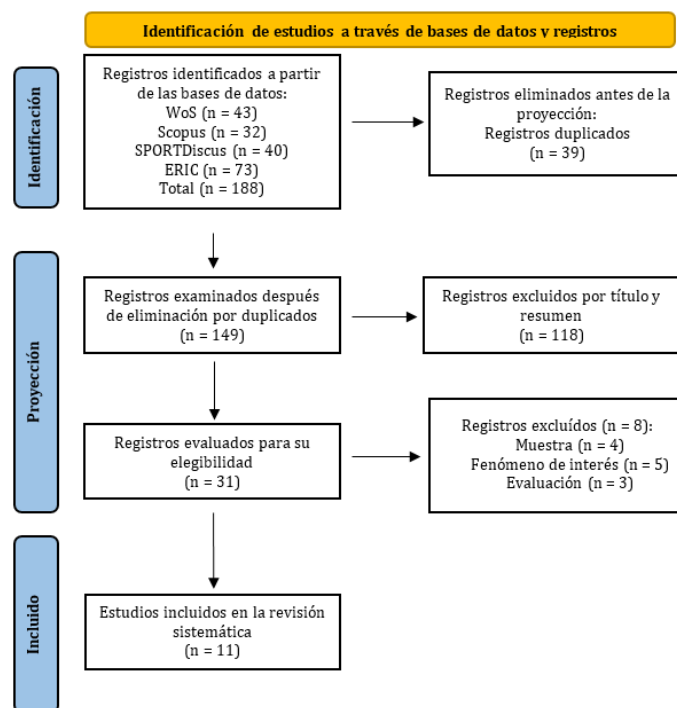 Identificación de estudios a través de bases de datos y registros
Identificación
Registros identificados a partir
de las bases de datos:
WoS (n = 43)
Scopus (n = 32)
SPORTDiscus (n = 40)
ERIC (n = 73)
Total (n = 188)
Registros eliminados antes de la
proyección:
Registros duplicados
(n = 39)
Proyección
Registros examinados después
de eliminación por duplicados
(n = 149)
Registros excluidos por título y
resumen
(n = 118)
Registros evaluados para su
elegibilidad
(n = 31)
Registros excluídos (n = 8):
Muestra (n = 4)
Fenómeno de interés (n = 5)
Evaluación (n = 3)
Incluido
Estudios incluidos en la revisión
sistemática
(n = 11)